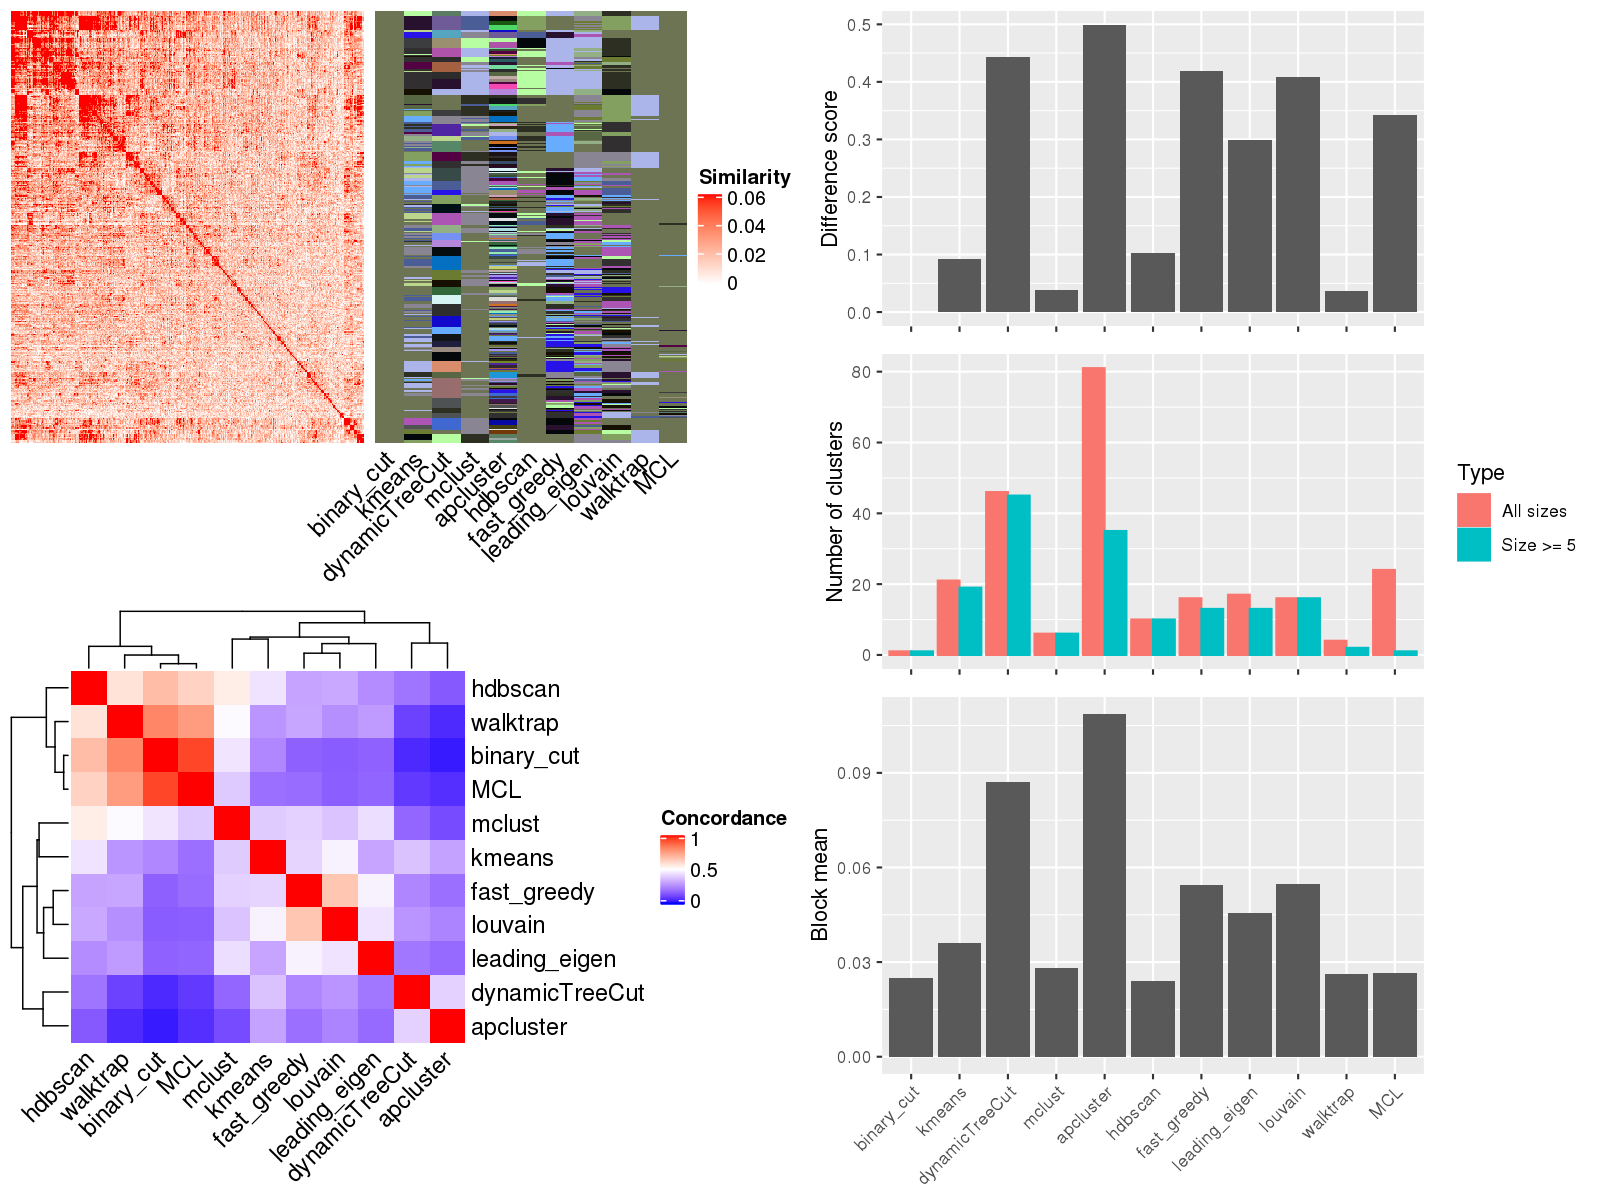 Similarity
0.06
0.04
0.02
0
binary_cut
kmeans
dynamicTreeCut
mclust
apcluster
hdbscan
fast_greedy
leading_eigen
louvain
walktrap
MCL
hdbscan
walktrap
binary_cut
MCL
mclust
kmeans
fast_greedy
louvain
leading_eigen
dynamicTreeCut
apcluster
hdbscan
walktrap
binary_cut
MCL
mclust
kmeans
fast_greedy
louvain
leading_eigen
dynamicTreeCut
apcluster
Concordance
1
0.5
0
Difference score
0.5
0.4
0.3
0.2
0.1
0.0
Number of clusters
80
60
40
20
0
Type
All sizes
Size >= 5
Block mean
0.09
0.06
0.03
0.00
binary_cut
kmeans
dynamicTreeCut
mclust
apcluster
hdbscan
fast_greedy
leading_eigen
louvain
walktrap
MCL